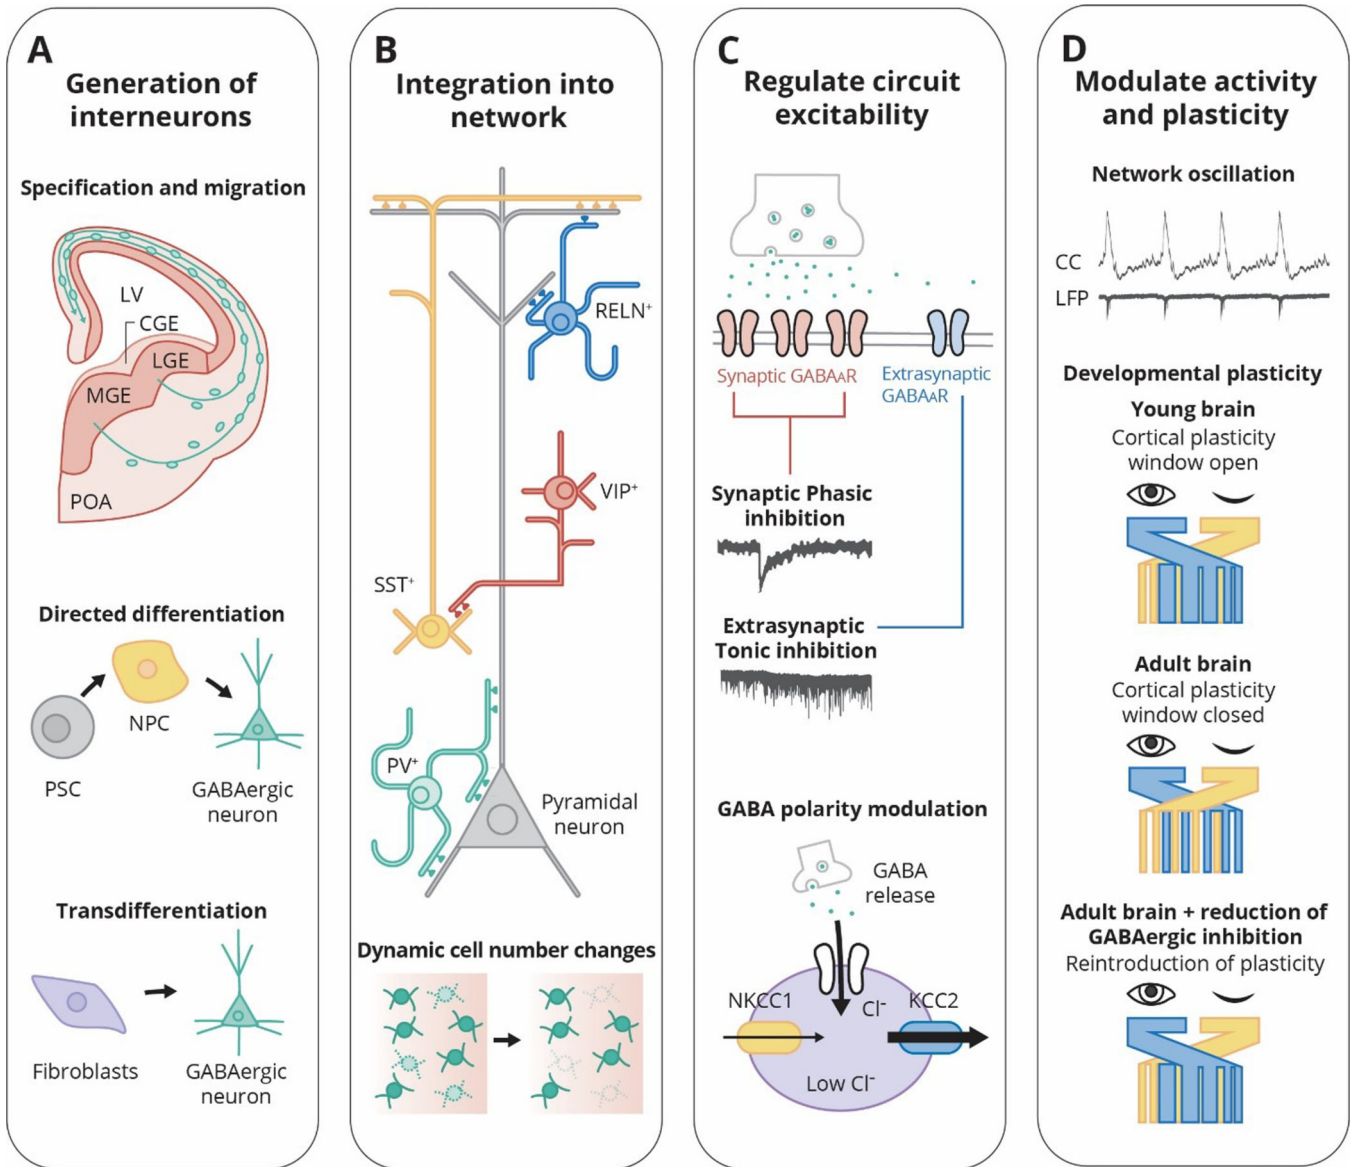 A
Generation of
interneurons
Specification and migration
LV
CGE
LGE
MGE
POA
Directed differentiation
NPC
PSC
GABAergic
neuron
Transdifferentiation
Fibroblasts
GABAergic
neuron
B
Integration into
network
RELN⁺
VIP⁺
SST⁺
PV⁺
Pyramidal
neuron
Dynamic cell number changes
C
Regulate circuit
excitability
Synaptic GABAAR
Extrasynaptic
GABAAR
Synaptic Phasic
inhibition
Extrasynaptic
Tonic inhibition
GABA polarity modulation
GABA
release
NKCC1
Cl⁻
KCC2
Low Cl⁻
D
Modulate activity
and plasticity
Network oscillation
CC
LFP
Developmental plasticity
Young brain
Cortical plasticity
window open
Adult brain
Cortical plasticity
window closed
Adult brain + reduction of
GABAergic inhibition
Reintroduction of plasticity